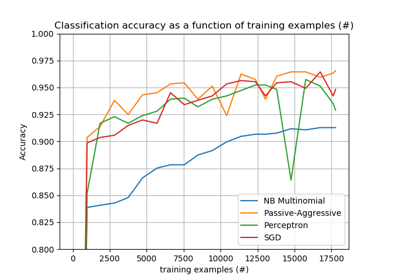 Classification accuracy as a function of training examples (#)
1.000
0.975
0.950
0.925
0.900
0.875
0.850
0.825
0.800
Accuracy
0
2500
5000
7500
10000
12500
15000
17500
training examples (#)
NB Multinomial
Passive-Aggressive
Perceptron
SGD